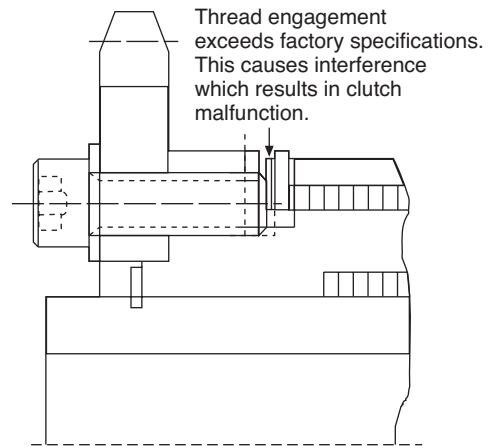 Thread engagement
exceeds factory specifications.
This causes interference
which results in clutch
malfunction.